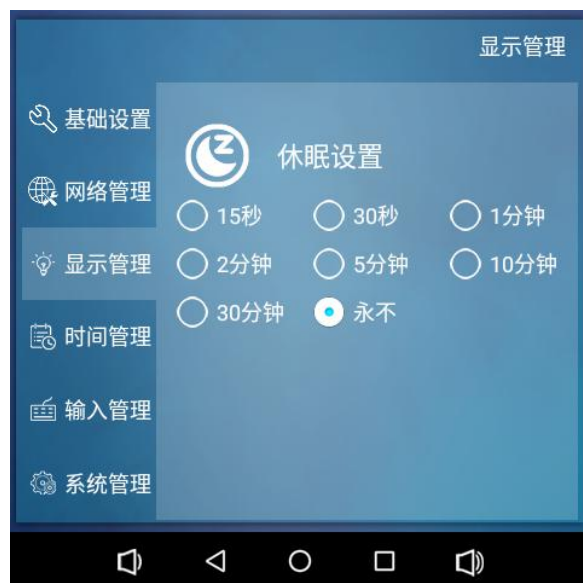 显示管理
基础设置
网络管理
显示管理
时间管理
输入管理
系统管理
休眠设置
15秒 30秒 1分钟
2分钟 5分钟 10分钟
30分钟 永不